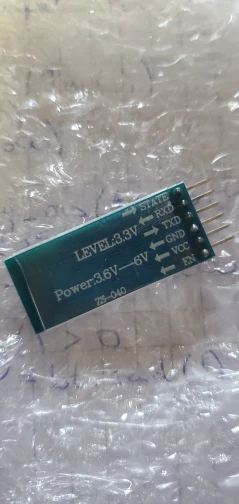 STATE
RXD
TXD
GND
VCC
EN
LEVEL:3.3V
Power:3.6V—6V
ZS-040